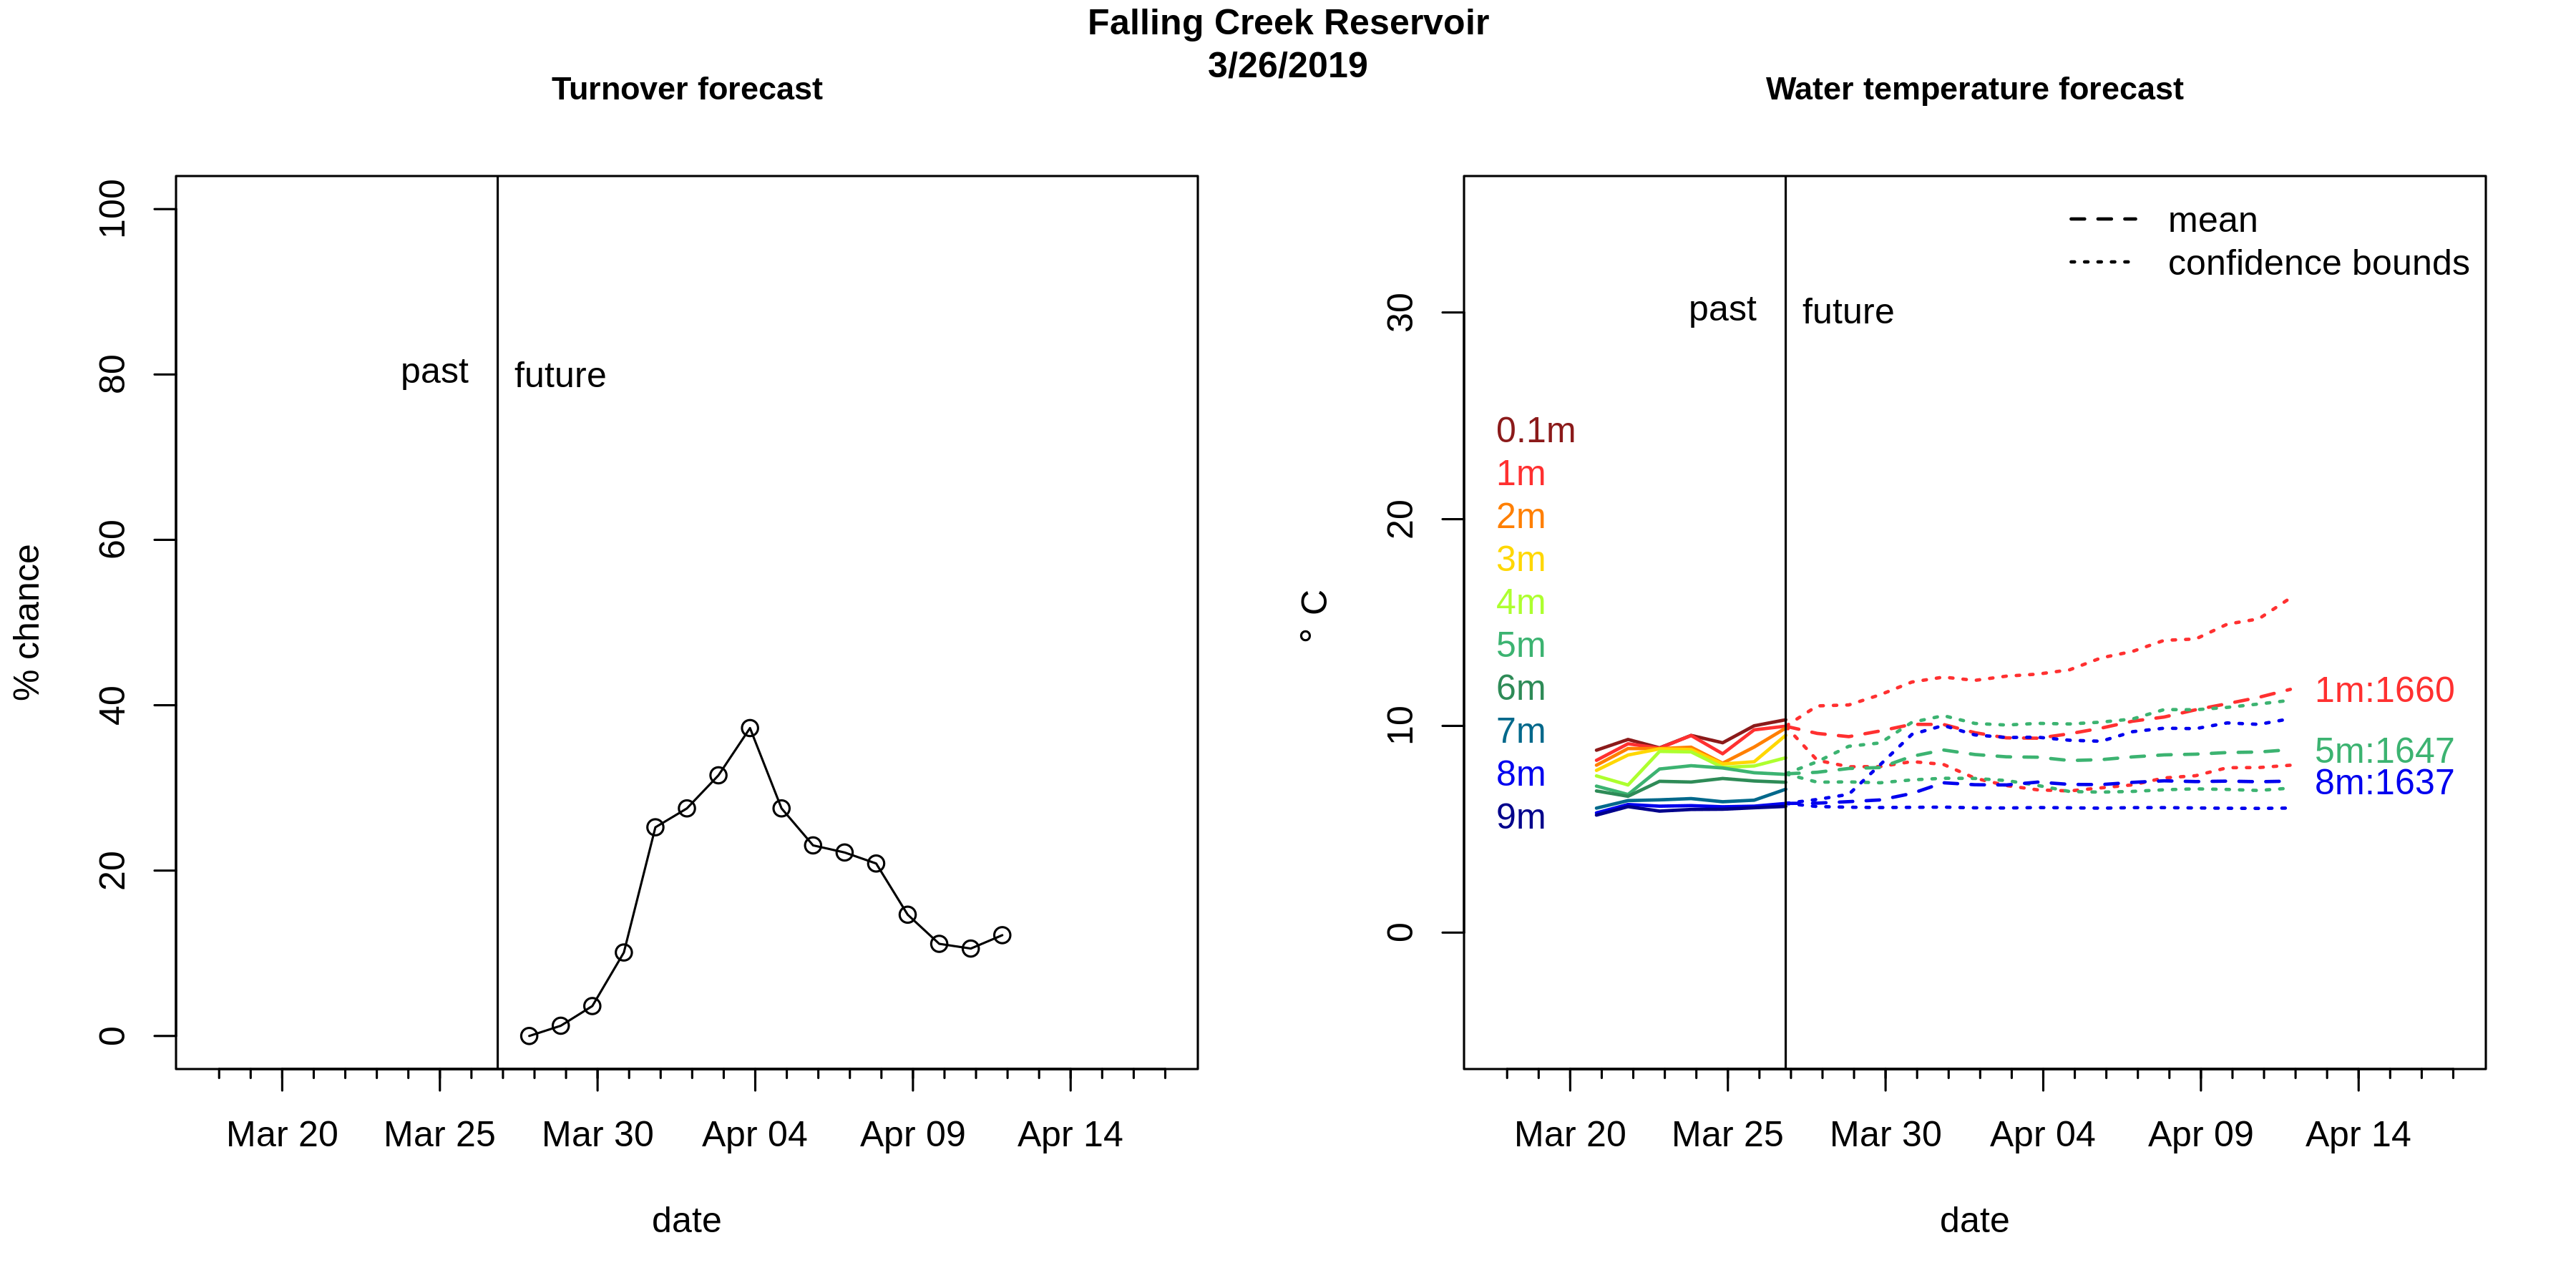 Falling Creek Reservoir
3/26/2019
Turnover forecast
% chance
100
80
60
40
20
0
past
future
Mar 20
Mar 25
Mar 30
Apr 04
Apr 09
Apr 14
date
Water temperature forecast
° C
30
20
10
0
mean
confidence bounds
past
future
0.1m
1m
2m
3m
4m
5m
6m
7m
8m
9m
1m:1660
5m:1647
8m:1637
Mar 20
Mar 25
Mar 30
Apr 04
Apr 09
Apr 14
date